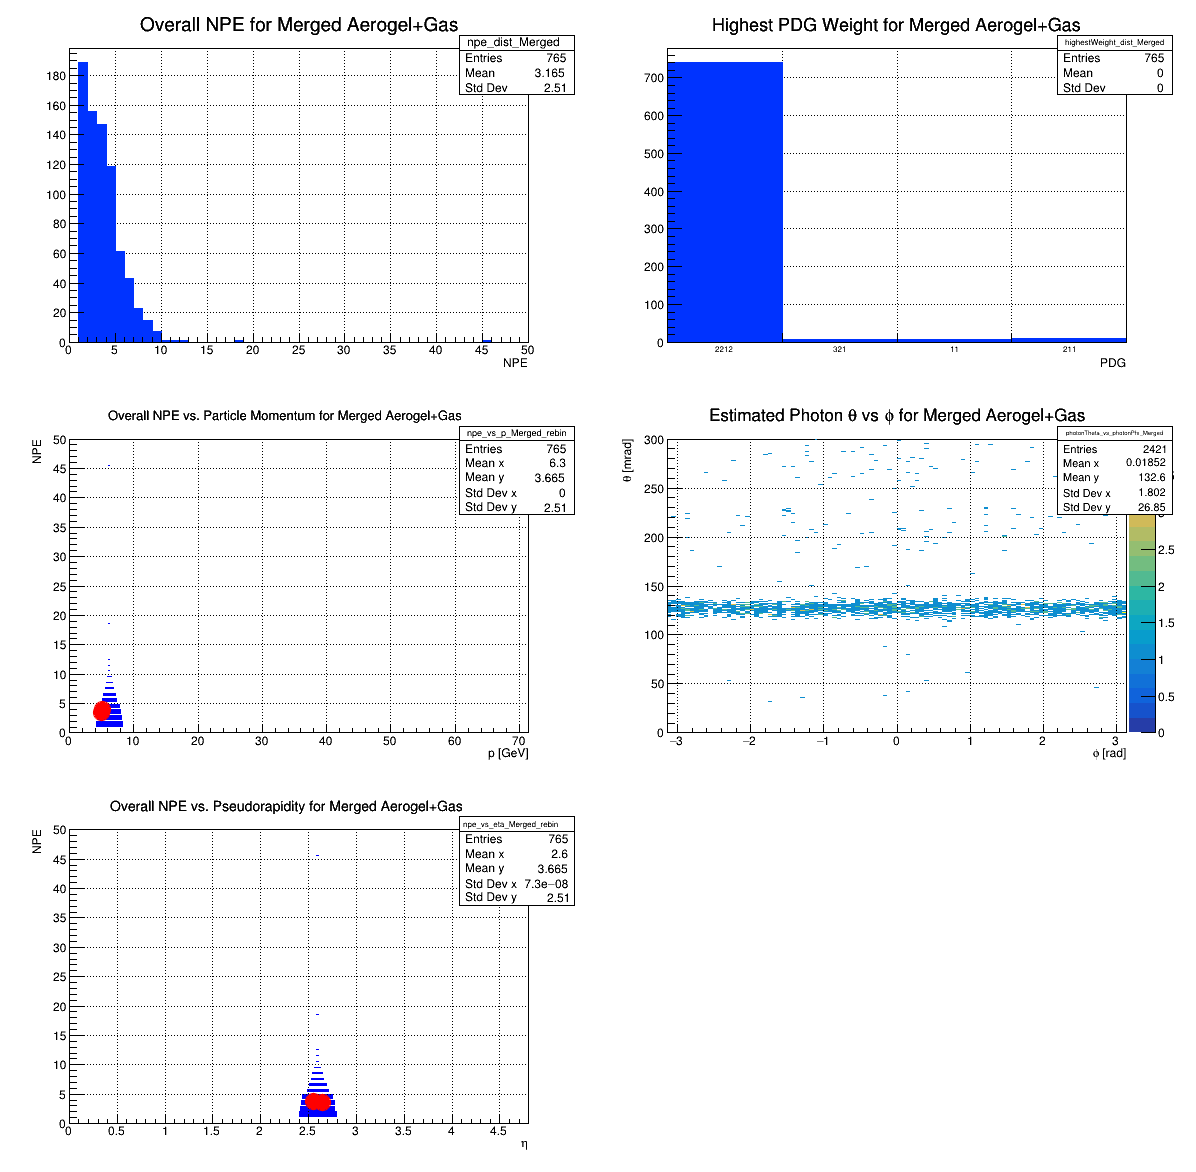 Overall NPE for Merged Aerogel+Gas
npe_dist_Merged
Entries 765
Mean 3.165
Std Dev 2.51
180
160
140
120
100
80
60
40
20
0
0 5 10 15 20 25 30 35 40 45 50
NPE
Highest PDG Weight for Merged Aerogel+Gas
highestWeight_dist_Merged
Entries 765
Mean 0
Std Dev 0
700
600
500
400
300
200
100
0
2212 321 11 211
PDG
Overall NPE vs. Particle Momentum for Merged Aerogel+Gas
npe_vs_p_Merged_rebin
Entries 765
Mean x 6.3
Mean y 3.665
Std Dev x 0
Std Dev y 2.51
NPE
50
45
40
35
30
25
20
15
10
5
0
0 10 20 30 40 50 60 70
p [GeV]
Estimated Photon θ vs ϕ for Merged Aerogel+Gas
photonTheta_vs_photonPhi_Merged
Entries 2421
Mean x 0.01852
Mean y 132.6
Std Dev x 1.802
Std Dev y 26.85
θ [mrad]
300
250
200
150
100
50
0
−3 −2 −1 0 1 2 3
ϕ [rad]
2.5
2
1.5
1
0.5
0
Overall NPE vs. Pseudorapidity for Merged Aerogel+Gas
npe_vs_eta_Merged_rebin
Entries 765
Mean x 2.6
Mean y 3.665
Std Dev x 7.3e−08
Std Dev y 2.51
NPE
50
45
40
35
30
25
20
15
10
5
0
0 0.5 1 1.5 2 2.5 3 3.5 4 4.5
η